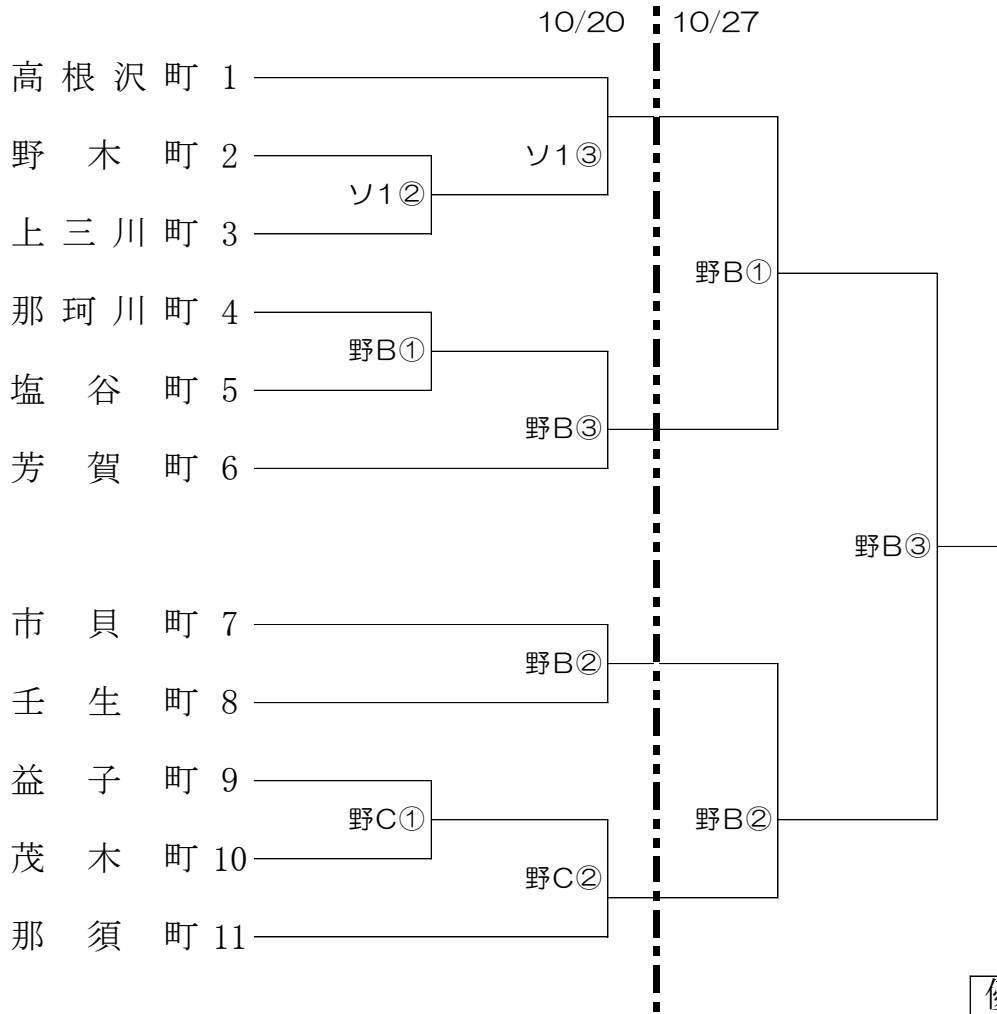 10/20 10/27
高根沢町 1
野木町 2
ソ1③
ソ1②
上三川町 3
野B①
那珂川町 4
野B①
塩谷町 5
野B③
芳賀町 6
野B③
市貝町 7
野B②
壬生町 8
益子町 9
野C① 野B②
茂木町 10
野C②
那須町 11